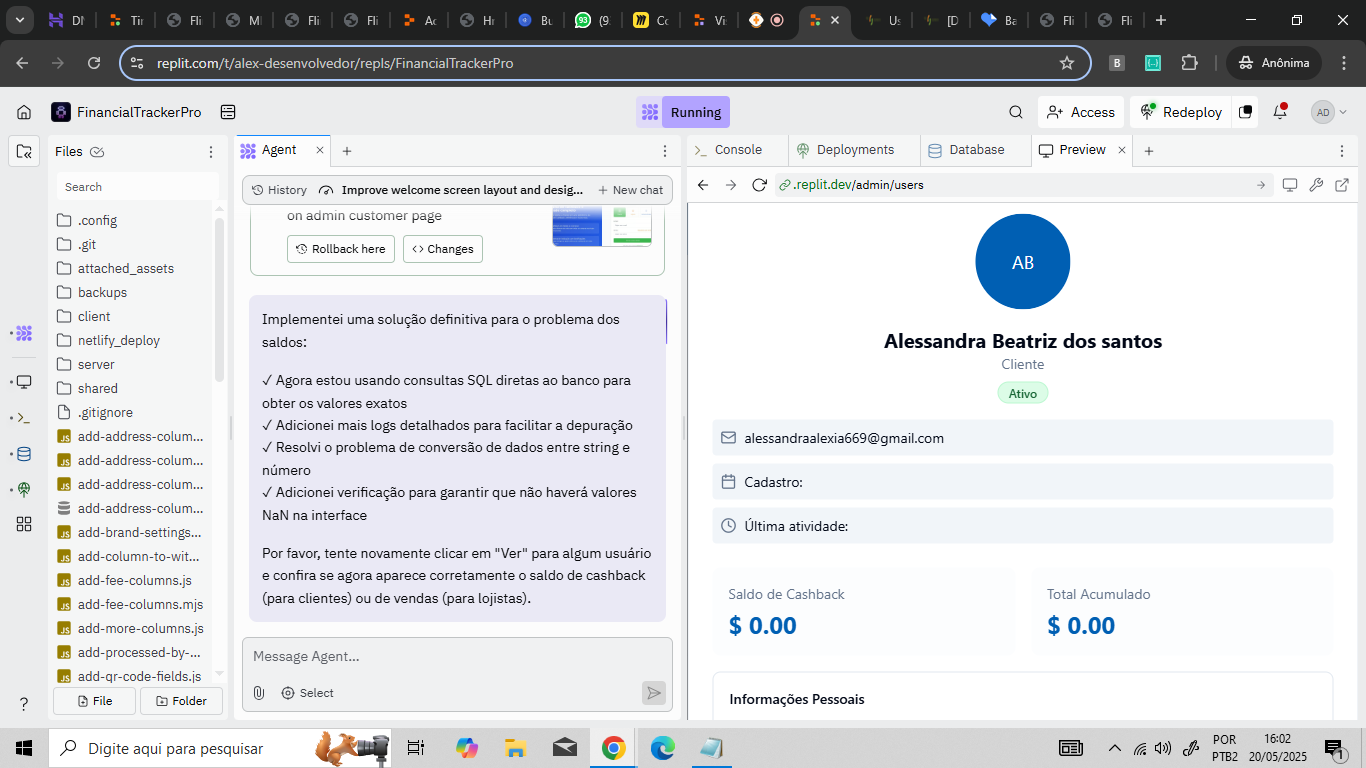 DN
Tir
Fli
MI
Fli
Fli
Ac
Hr
Bu
93
(9
Co
Vi
Us
[D
Ba
Fli
Fli
replit.com/t/alex-desenvolvedor/repls/FinancialTrackerPro
B
Anônima
FinancialTrackerPro
Running
Access
Redeploy
AD
Files
Agent
Console
Deployments
Database
Preview
Search
History
Improve welcome screen layout and desig...
New chat
.replit.dev/admin/users
.config
.git
attached_assets
backups
client
netlify_deploy
server
shared
.gitignore
add-address-colum...
add-address-colum...
add-address-colum...
add-address-colum...
add-brand-settings...
add-column-to-wit...
add-fee-columns.js
add-fee-columns.mjs
add-more-columns.js
add-processed-by-...
add-qr-code-fields.js
File
Folder
on admin customer page
Rollback here
Changes
Implementei uma solução definitiva para o problema dos
saldos:
✓ Agora estou usando consultas SQL diretas ao banco para
obter os valores exatos
✓ Adicionei mais logs detalhados para facilitar a depuração
✓ Resolvi o problema de conversão de dados entre string e
número
✓ Adicionei verificação para garantir que não haverá valores
NaN na interface
Por favor, tente novamente clicar em "Ver" para algum usuário
e confira se agora aparece corretamente o saldo de cashback
(para clientes) ou de vendas (para lojistas).
Message Agent...
Select
AB
Alessandra Beatriz dos santos
Cliente
Ativo
alessandraalexia669@gmail.com
Cadastro:
Última atividade:
Saldo de Cashback
$ 0.00
Total Acumulado
$ 0.00
Informações Pessoais
Digite aqui para pesquisar
POR
PTB2
16:02
20/05/2025
1